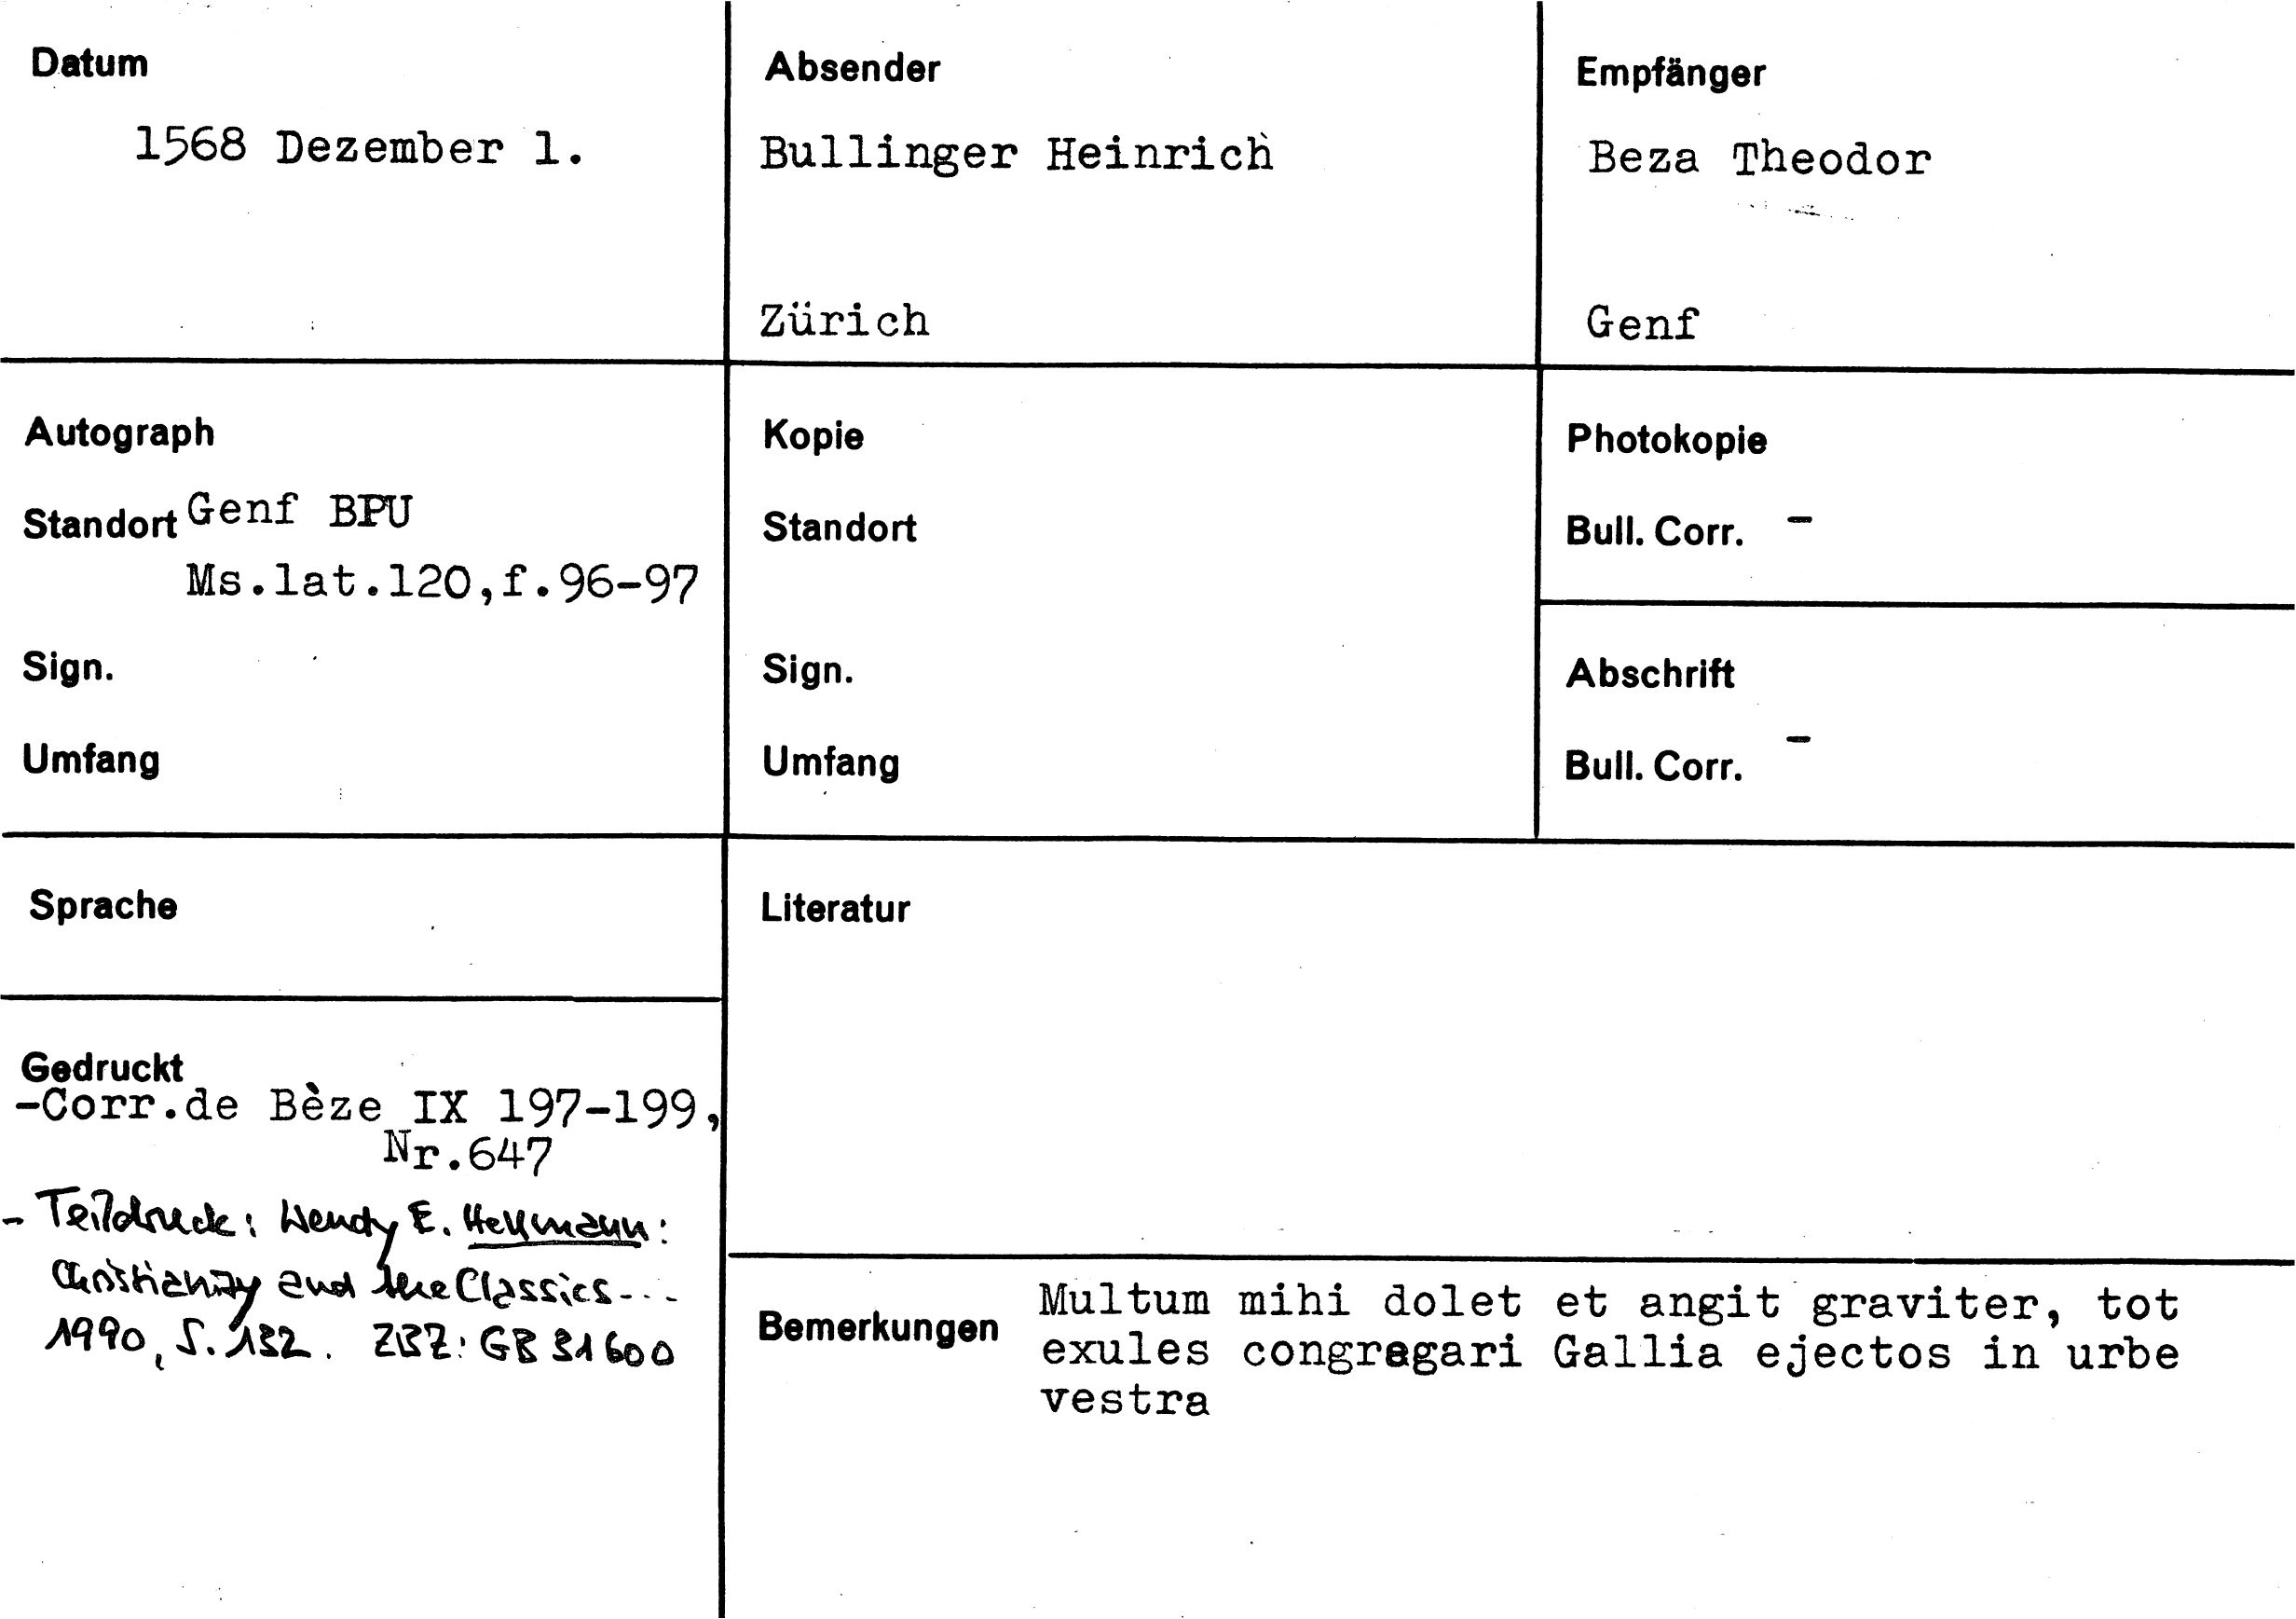 Datum
1568 Dezember 1.
Absender
Bullinger Heinrich
Zürich
Empfänger
Beza Theodor
Genf
Autograph
Standort Genf BPU
Ms.lat.120,f.96-97
Sign.
Umfang
Kopie
Standort
Sign.
Umfang
Photokopie
Bull. Corr. -
Abschrift
Bull. Corr. -
Sprache
Literatur
Gedruckt
-Corr.de Bèze IX 197-199,
Nr.647
- Teildruck: Wendy E. Hellmann:
Christianity and the Classics...
1990, S. 132. ZBZ: GB 31600
Bemerkungen Multum mihi dolet et angit graviter, tot
exules congregari Gallia ejectos in urbe
vestra